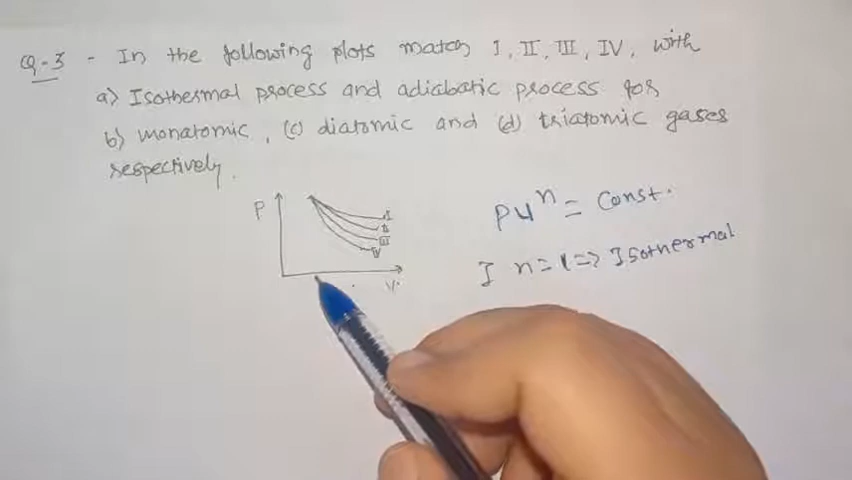 Q-3 - In the following plots match I, II, III, IV, with
a) Isothermal process and adiabatic process for
b) monatomic, (c) diatomic and (d) triatomic gases
respectively.
P
I
II
III
IV
V
PVⁿ = Const.
I n=1=> Isothermal